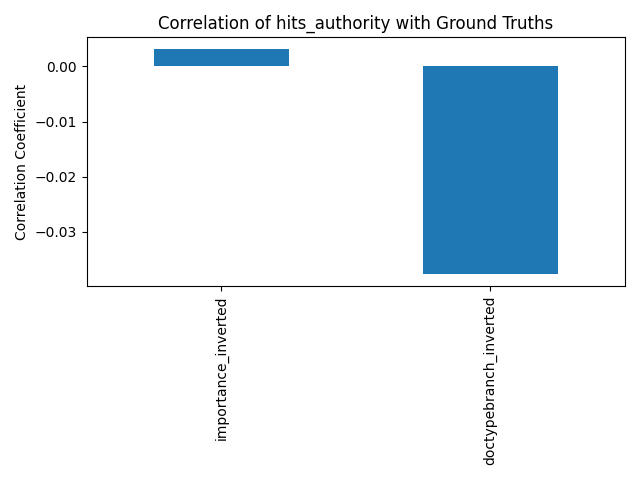 Correlation of hits_authority with Ground Truths
Correlation Coefficient
0.00
−0.01
−0.02
−0.03
importance_inverted
doctypebranch_inverted